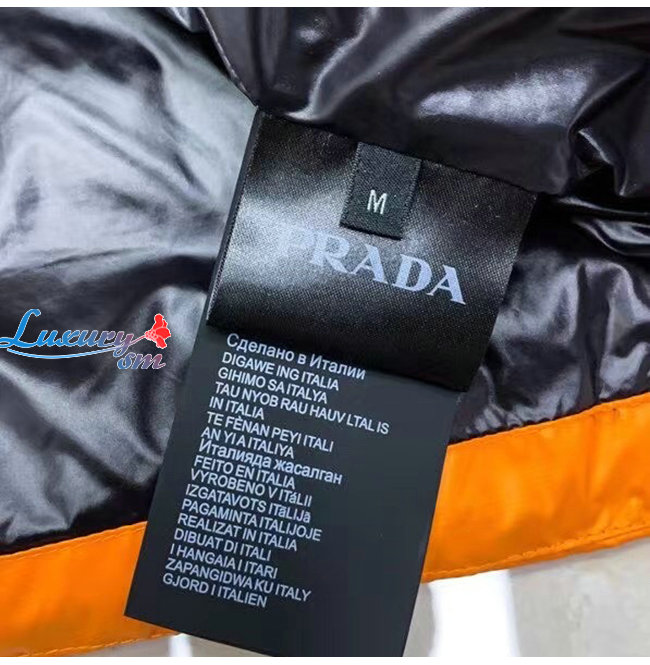 M
PRADA
Luxury
sm
Сделано в Италии
DIGAWE ING ITALIA
GIHIMO SA ITALYA
TAU NYOB RAU HAUV LTAL IS
IN ITALIA
TE FÈNAN PEYI ITALI
AN YI A ITALIYA
Италияда жасалган
FEITO EN ITALIA
VYROBENO V ITálII
IZGATAVOTS ITālIJā
PAGAMINTA ITALIJOJE
REALIZAT IN ITALIA
DIBUAT DI ITALI
I HANGAIA I ITARI
ZAPANGIDWA KU ITALY
GJORD I ITALIEN